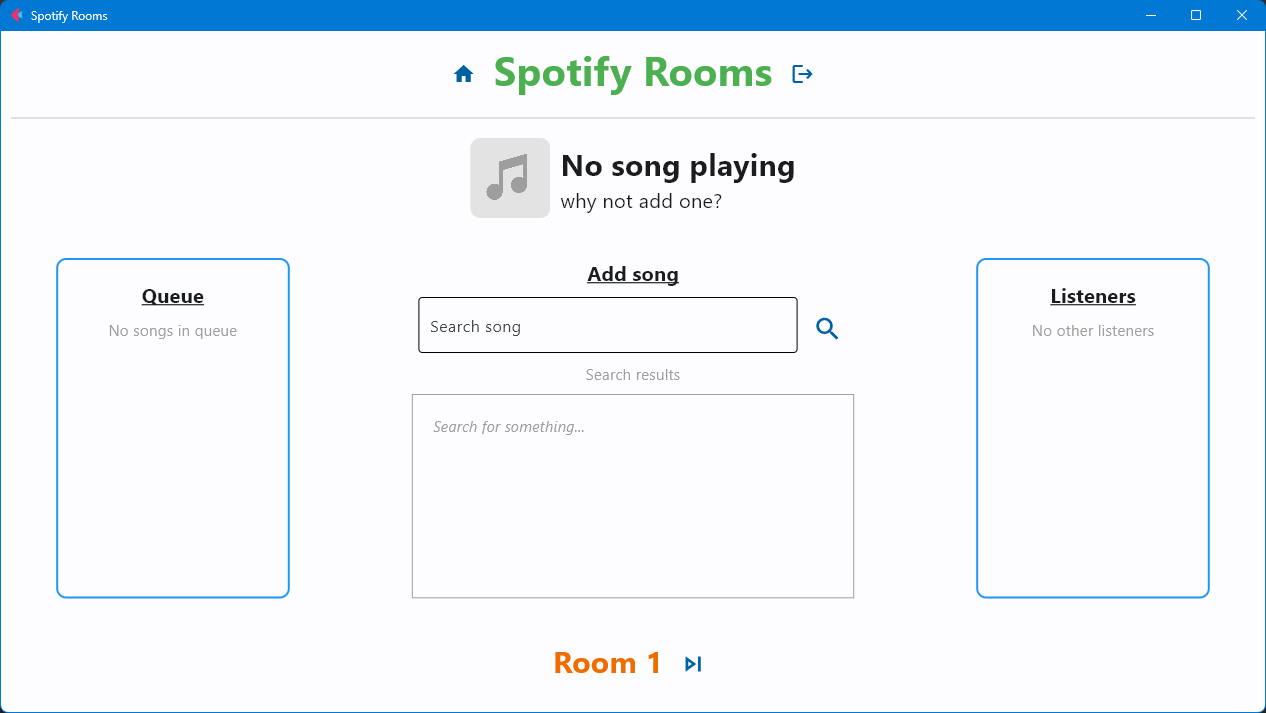 Spotify Rooms
Spotify Rooms
No song playing
why not add one?
Queue
No songs in queue
Add song
Search song
Search results
Search for something...
Listeners
No other listeners
Room 1